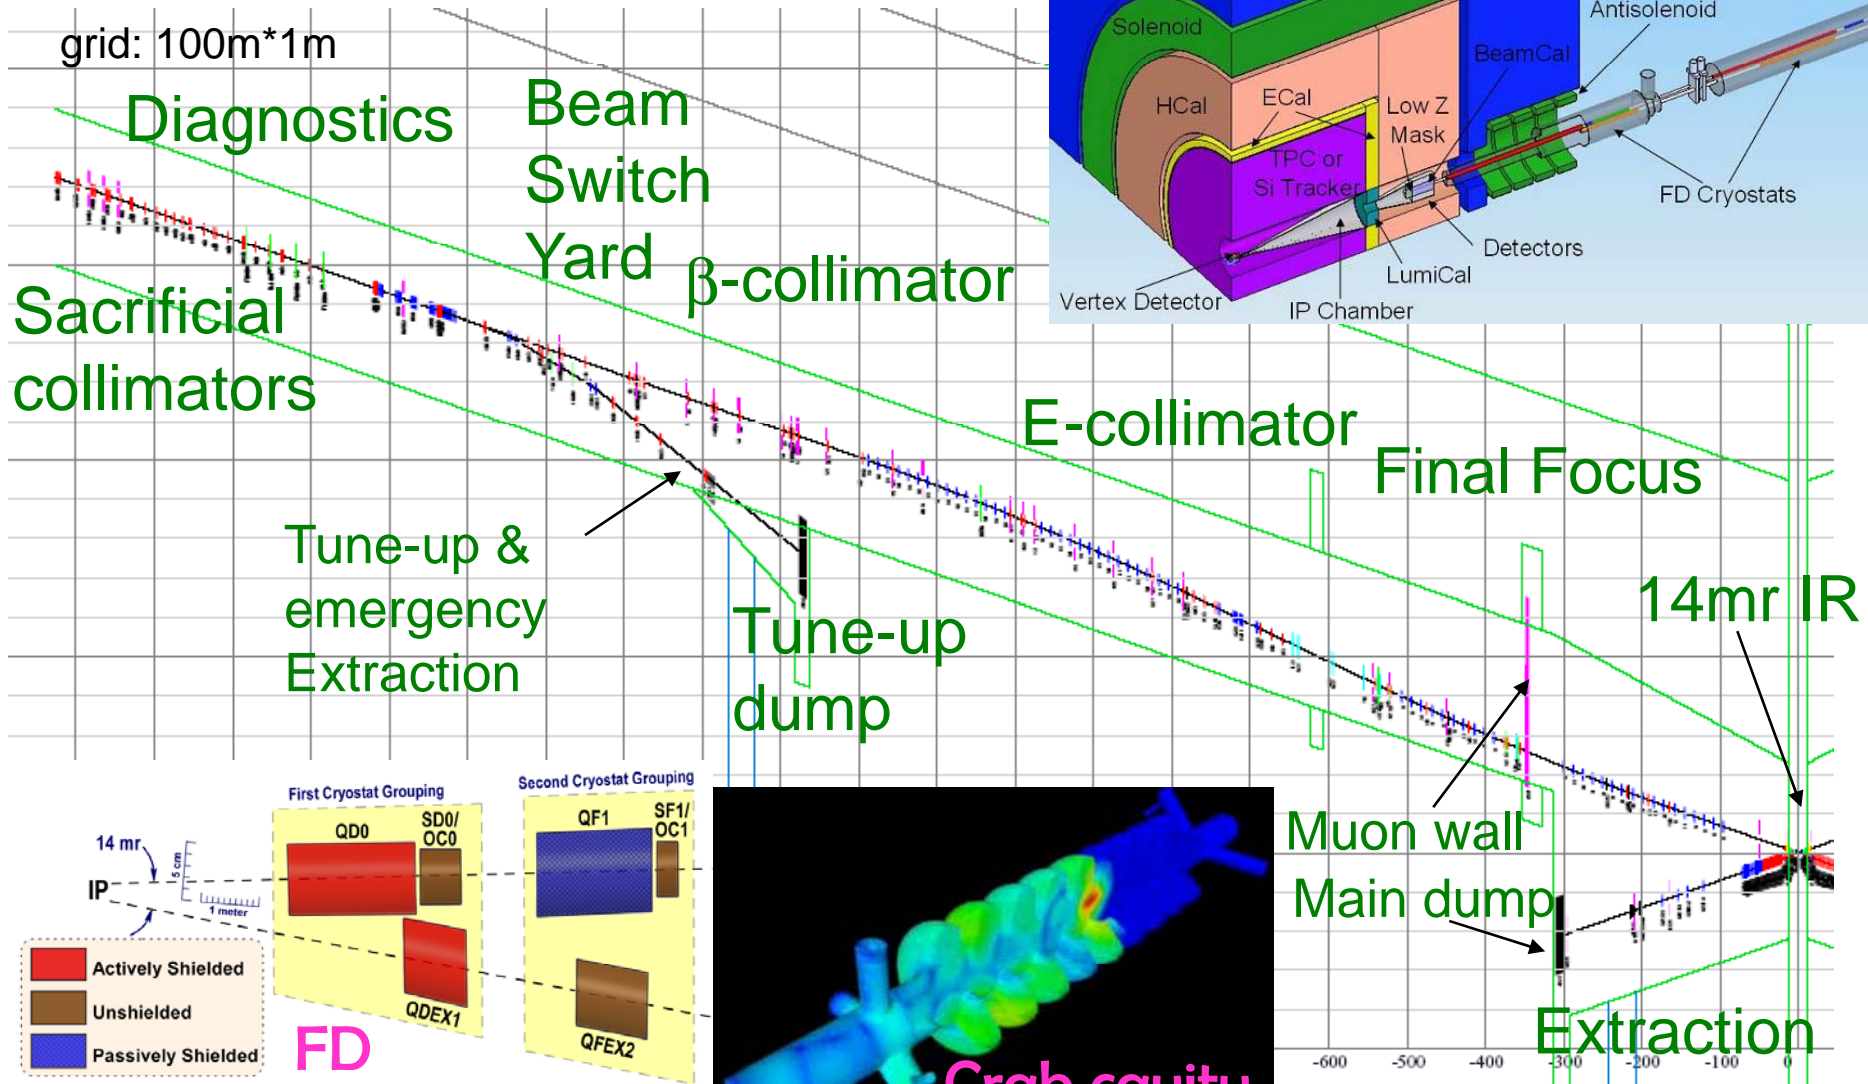 grid: 100m*1m
Diagnostics
Beam
Switch
Yard
β-collimator
Sacrificial
collimators
Solenoid
HCal
ECal
TPC or
Si Tracker
Low Z
Mask
BeamCal
Antisolenoid
FD Cryostats
Detectors
LumiCal
IP Chamber
Vertex Detector
E-collimator
Final Focus
14mr IR
Tune-up &
emergency
Extraction
Tune-up
dump
Muon wall
Main dump
Extraction
-600
-500
-400
-300
-200
-100
0
First Cryostat Grouping
Second Cryostat Grouping
QD0
SD0/
OC0
QF1
SF1/
OC1
14 mr
5 cm
IP
1 meter
QDEX1
QFEX2
Actively Shielded
Unshielded
Passively Shielded
FD
Crab cavity